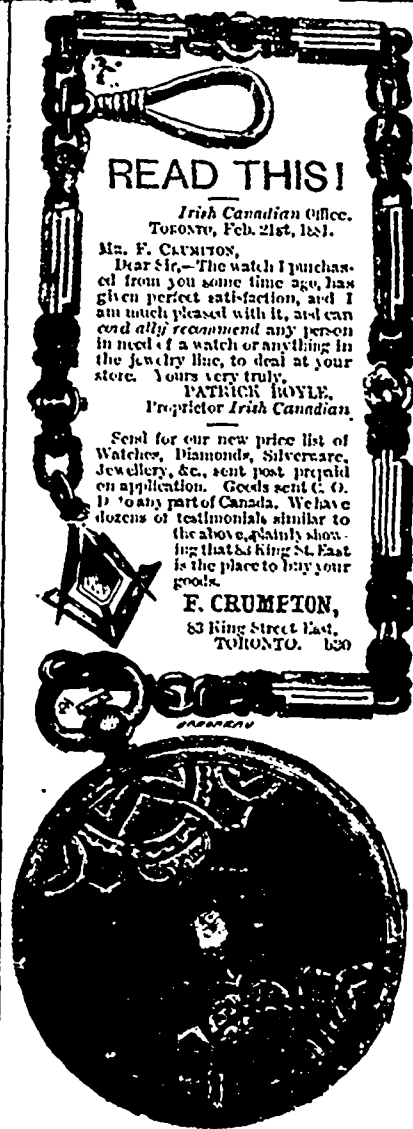 READ THIS!
Irish Canadian Office.
TORONTO, Feb. 21st, 1881.
MR. F. CRUMPTON,
Dear Sir,—The watch I purchas-
ed from you some time ago, has
given perfect satisfaction, and I
am much pleased with it, and can
cordially recommend any person
in need of a watch or anything in
the jewelry line, to deal at your
store. Yours very truly,
PATRICK BOYLE,
Proprietor Irish Canadian.
Send for our new price list of
Watches, Diamonds, Silverware,
Jewellery, &c., sent post prepaid
on application. Goods sent C. O.
D. to any part of Canada. We have
dozens of testimonials similar to
the above, plainly show-
ing that 83 King St. East
is the place to buy your
goods.
F. CRUMPTON,
83 King Street East,
TORONTO. b30
BARBEAU